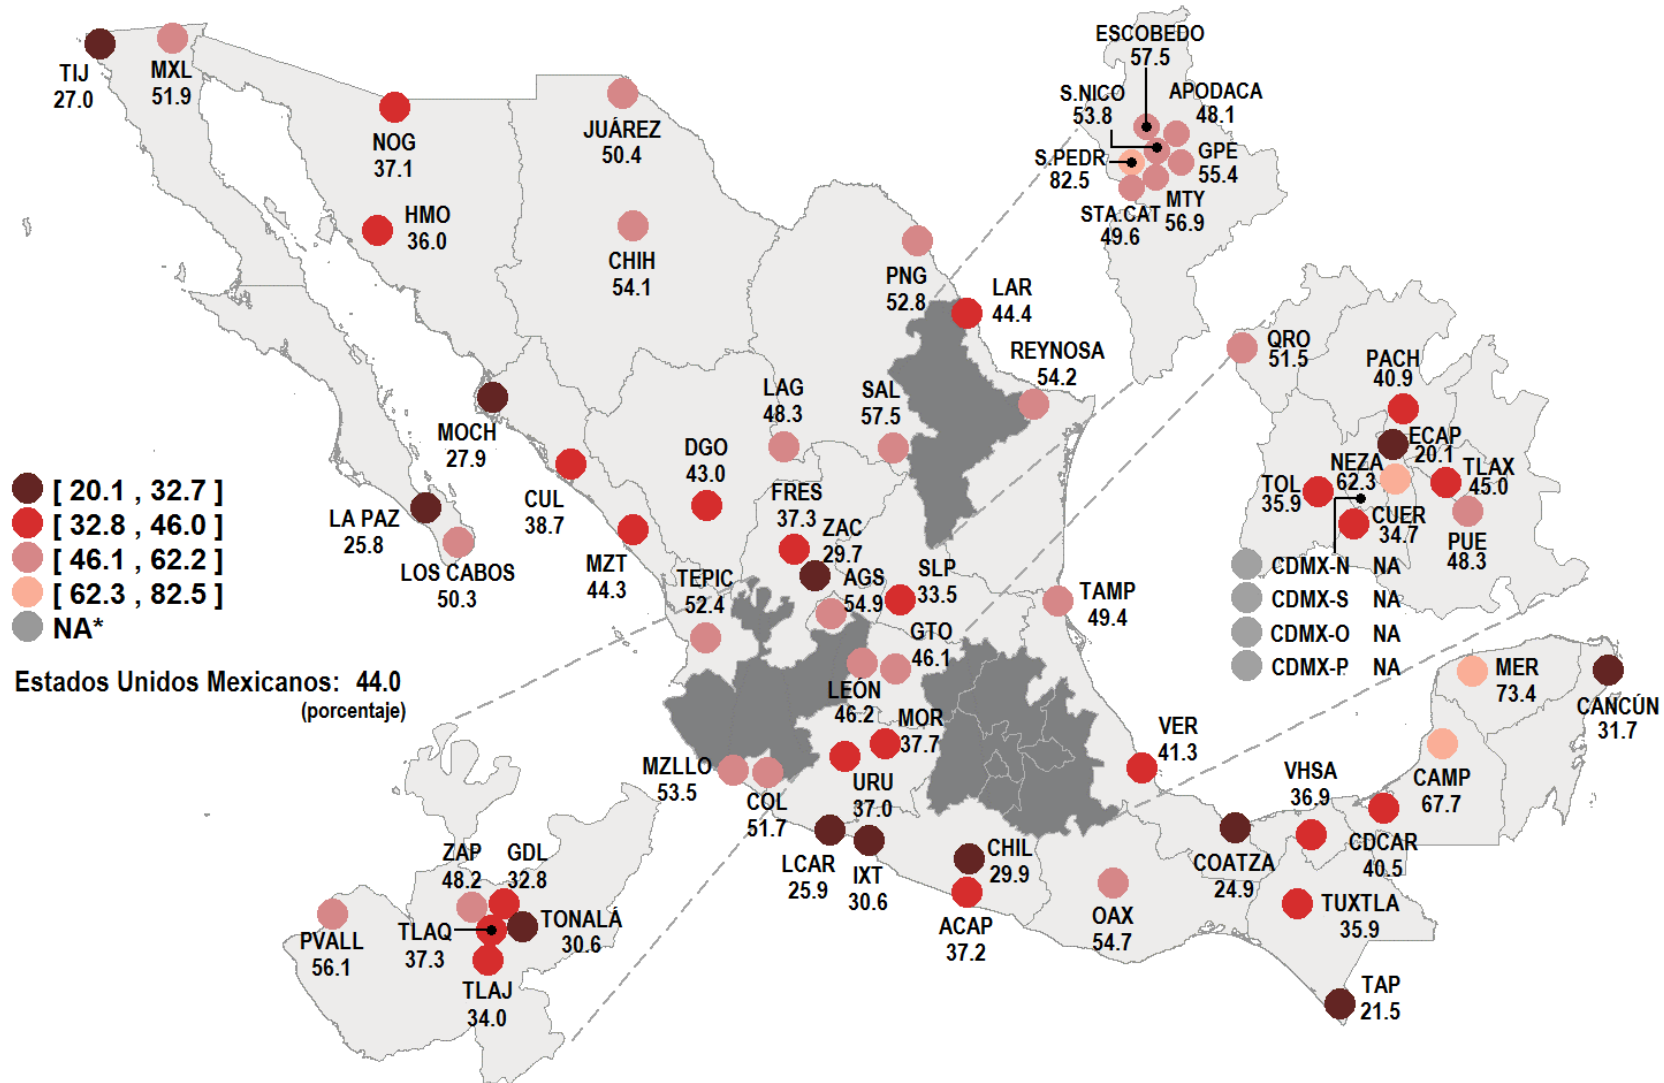 TIJ
27.0
MXL
51.9
NOG
37.1
HMO
36.0
JUÁREZ
50.4
CHIH
54.1
ESCOBEDO
57.5
S.NICO
53.8
APODACA
48.1
S.PEDR
82.5
GPE
55.4
STA.CAT
49.6
MTY
56.9
PNG
52.8
LAR
44.4
REYNOSA
54.2
LAG
48.3
SAL
57.5
MOCH
27.9
CUL
38.7
DGO
43.0
FRES
37.3
ZAC
29.7
MZT
44.3
LA PAZ
25.8
LOS CABOS
50.3
TEPIC
52.4
AGS
54.9
SLP
33.5
GTO
46.1
LEÓN
46.2
MOR
37.7
TAMP
49.4
QRO
51.5
PACH
40.9
ECAP
20.1
NEZA
62.3
TLAX
45.0
TOL
35.9
CUER
34.7
PUE
48.3
CDMX-N NA
CDMX-S NA
CDMX-O NA
CDMX-P NA
[ 20.1 , 32.7 ]
[ 32.8 , 46.0 ]
[ 46.1 , 62.2 ]
[ 62.3 , 82.5 ]
NA*
Estados Unidos Mexicanos: 44.0
(porcentaje)
MZLLO
53.5
COL
51.7
URU
37.0
LCAR
25.9
IXT
30.6
CHIL
29.9
ACAP
37.2
VER
41.3
OAX
54.7
COATZA
24.9
VHSA
36.9
CDCAR
40.5
CAMP
67.7
MER
73.4
CANCÚN
31.7
TUXTLA
35.9
TAP
21.5
ZAP
48.2
GDL
32.8
TONALÁ
30.6
TLAQ
37.3
PVALL
56.1
TLAJ
34.0